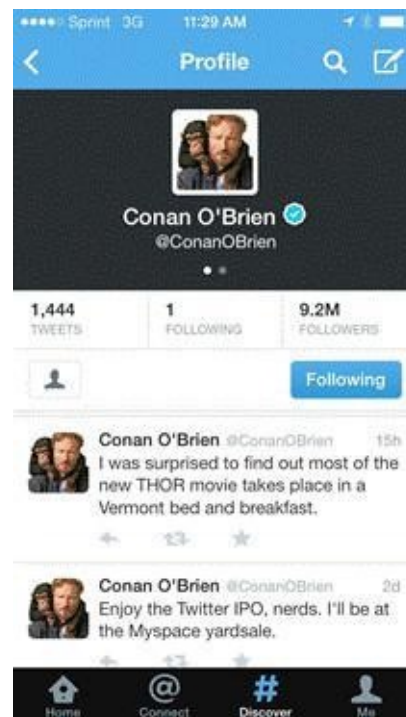 Sprint 3G 11:29 AM
Profile
Conan O'Brien
@ConanOBrien
1,444 1 9.2M
TWEETS FOLLOWING FOLLOWERS
Following
Conan O'Brien @ConanOBrien 15h
I was surprised to find out most of the
new THOR movie takes place in a
Vermont bed and breakfast.
Conan O'Brien @ConanOBrien 2d
Enjoy the Twitter IPO, nerds. I'll be at
the Myspace yardsale.
Home Connect Discover Me